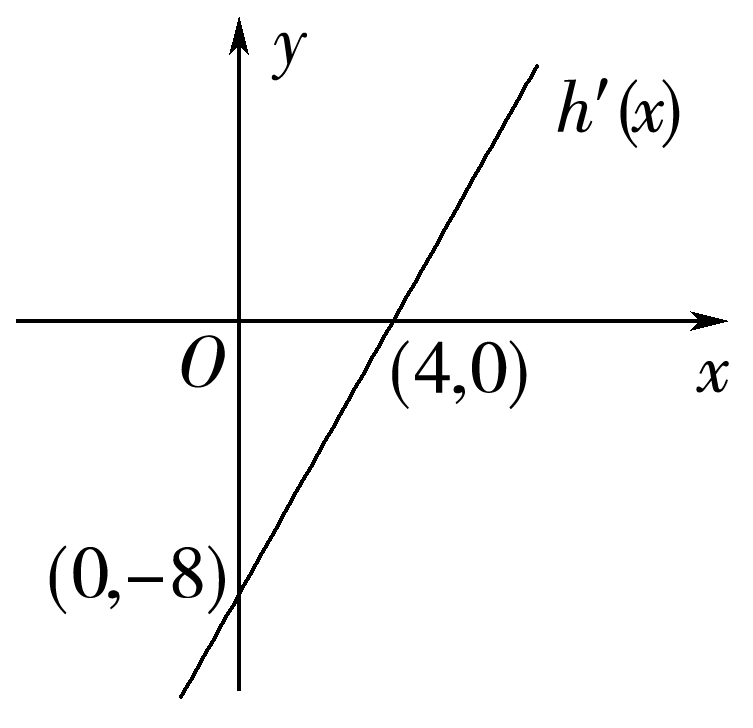 y
h′(x)
O
(4,0)
x
(0,−8)